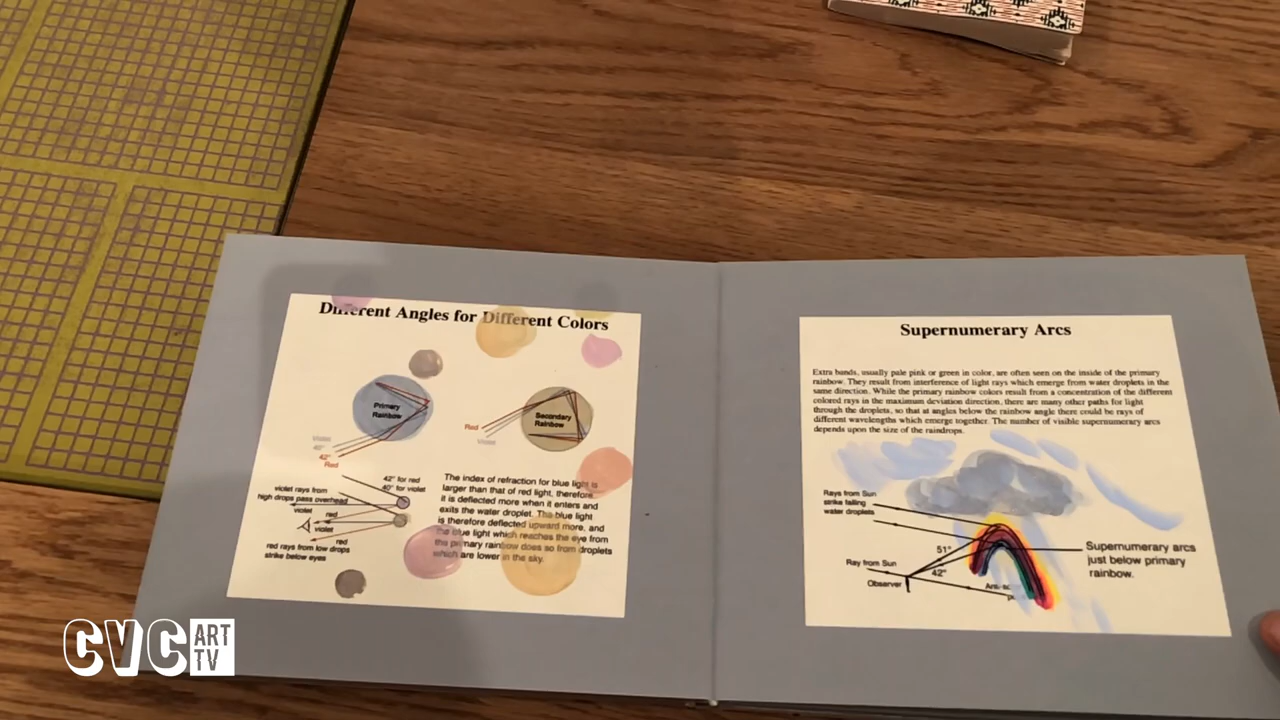 Different Angles for Different Colors
Primary
Rainbow
Violet
40°
42°
Red
Secondary
Rainbow
Red
Violet
42° for red
40° for violet
violet rays from
high drops pass overhead
violet
red
violet
red
red rays from low drops
strike below eyes
The index of refraction for blue light is
larger than that of red light, therefore
it is deflected more when it enters and
exits the water droplet. The blue light
is therefore deflected upward more, and
the blue light which reaches the eye from
the primary rainbow does so from droplets
which are lower in the sky.
Supernumerary Arcs
Extra bands, usually pale pink or green in color, are often seen on the inside of the primary
rainbow. They result from interference of light rays which emerge from water droplets in the
same direction. While the primary rainbow colors result from a concentration of the different
colored rays in the maximum deviation direction, there are many other paths for light
through the droplets, so that at angles below the rainbow angle there could be rays of
different wavelengths which emerge together. The number of visible supernumerary arcs
depends upon the size of the raindrops.
Rays from Sun
strike falling
water droplets
51°
Ray from Sun
42°
Observer
Supernumerary arcs
just below primary
rainbow.
CVC ART
TV